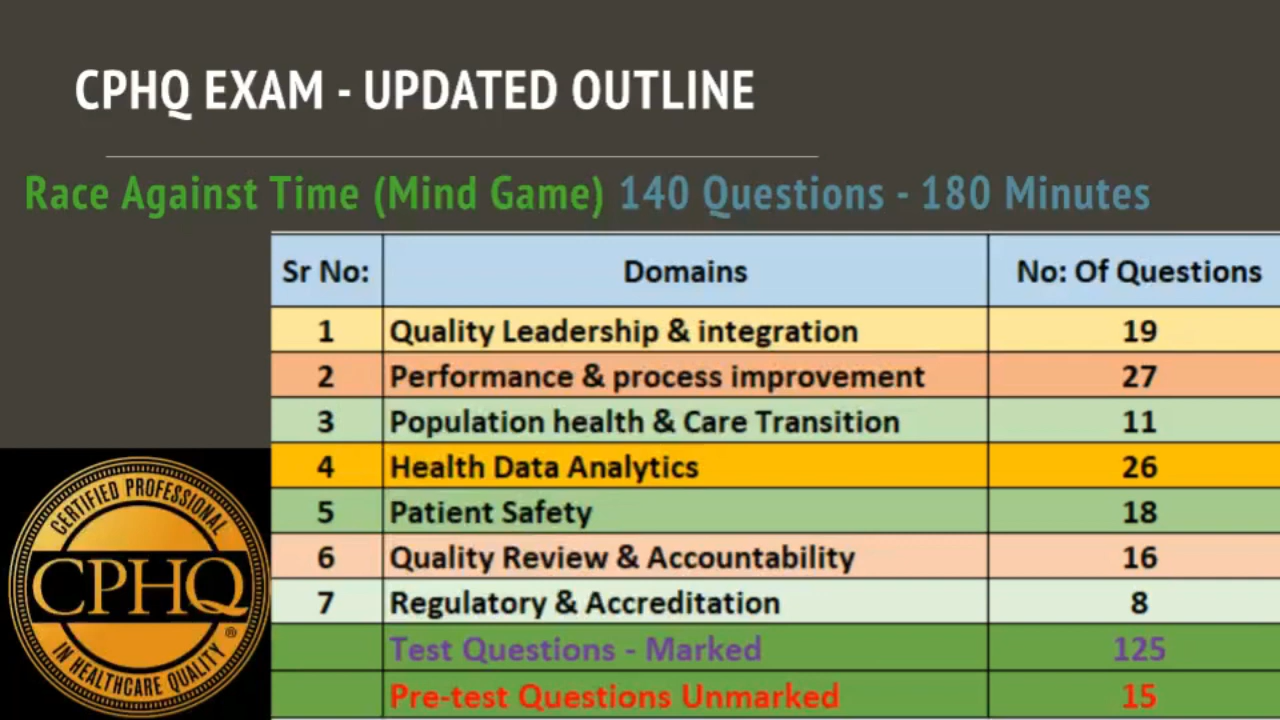 CPHQ EXAM - UPDATED OUTLINE
Race Against Time (Mind Game) 140 Questions - 180 Minutes
Sr No: Domains No: Of Questions
1 Quality Leadership & integration 19
2 Performance & process improvement 27
3 Population health & Care Transition 11
4 Health Data Analytics 26
5 Patient Safety 18
6 Quality Review & Accountability 16
7 Regulatory & Accreditation 8
Test Questions - Marked 125
Pre-test Questions Unmarked 15
CERTIFIED PROFESSIONAL
CPHQ
®
IN HEALTHCARE QUALITY